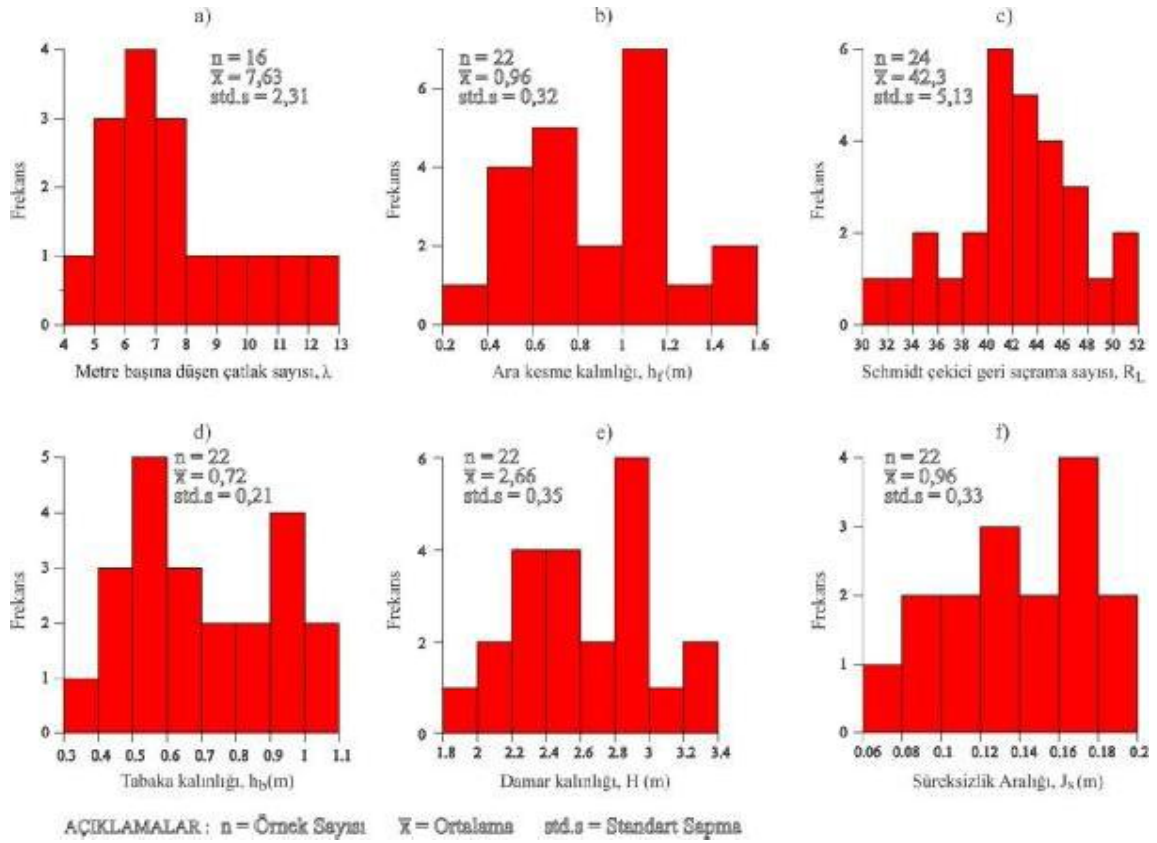 a)
n = 16
x̄ = 7,63
std.s = 2,31
Frekans
4
3
2
1
0
4 5 6 7 8 9 10 11 12 13
Metre başına düşen çatlak sayısı, λ
b)
n = 22
x̄ = 0,96
std.s = 0,32
Frekans
6
4
2
0
0.2 0.4 0.6 0.8 1 1.2 1.4 1.6
Ara kesme kalınlığı, hf (m)
c)
n = 24
x̄ = 42,3
std.s = 5,13
Frekans
6
4
2
0
30 32 34 36 38 40 42 44 46 48 50 52
Schmidt çekici geri sıçrama sayısı, RL
d)
n = 22
x̄ = 0,72
std.s = 0,21
Frekans
5
4
3
2
1
0
0.3 0.4 0.5 0.6 0.7 0.8 0.9 1 1.1
Tabaka kalınlığı, hb(m)
e)
n = 22
x̄ = 2,66
std.s = 0,35
Frekans
6
4
2
0
1.8 2 2.2 2.4 2.6 2.8 3 3.2 3.4
Damar kalınlığı, H (m)
f)
n = 22
x̄ = 0,96
std.s = 0,33
Frekans
4
3
2
1
0
0.06 0.08 0.1 0.12 0.14 0.16 0.18 0.2
Süreksizlik Aralığı, Js (m)
AÇIKLAMALAR : n = Örnek Sayısı x̄ = Ortalama std.s = Standart Sapma